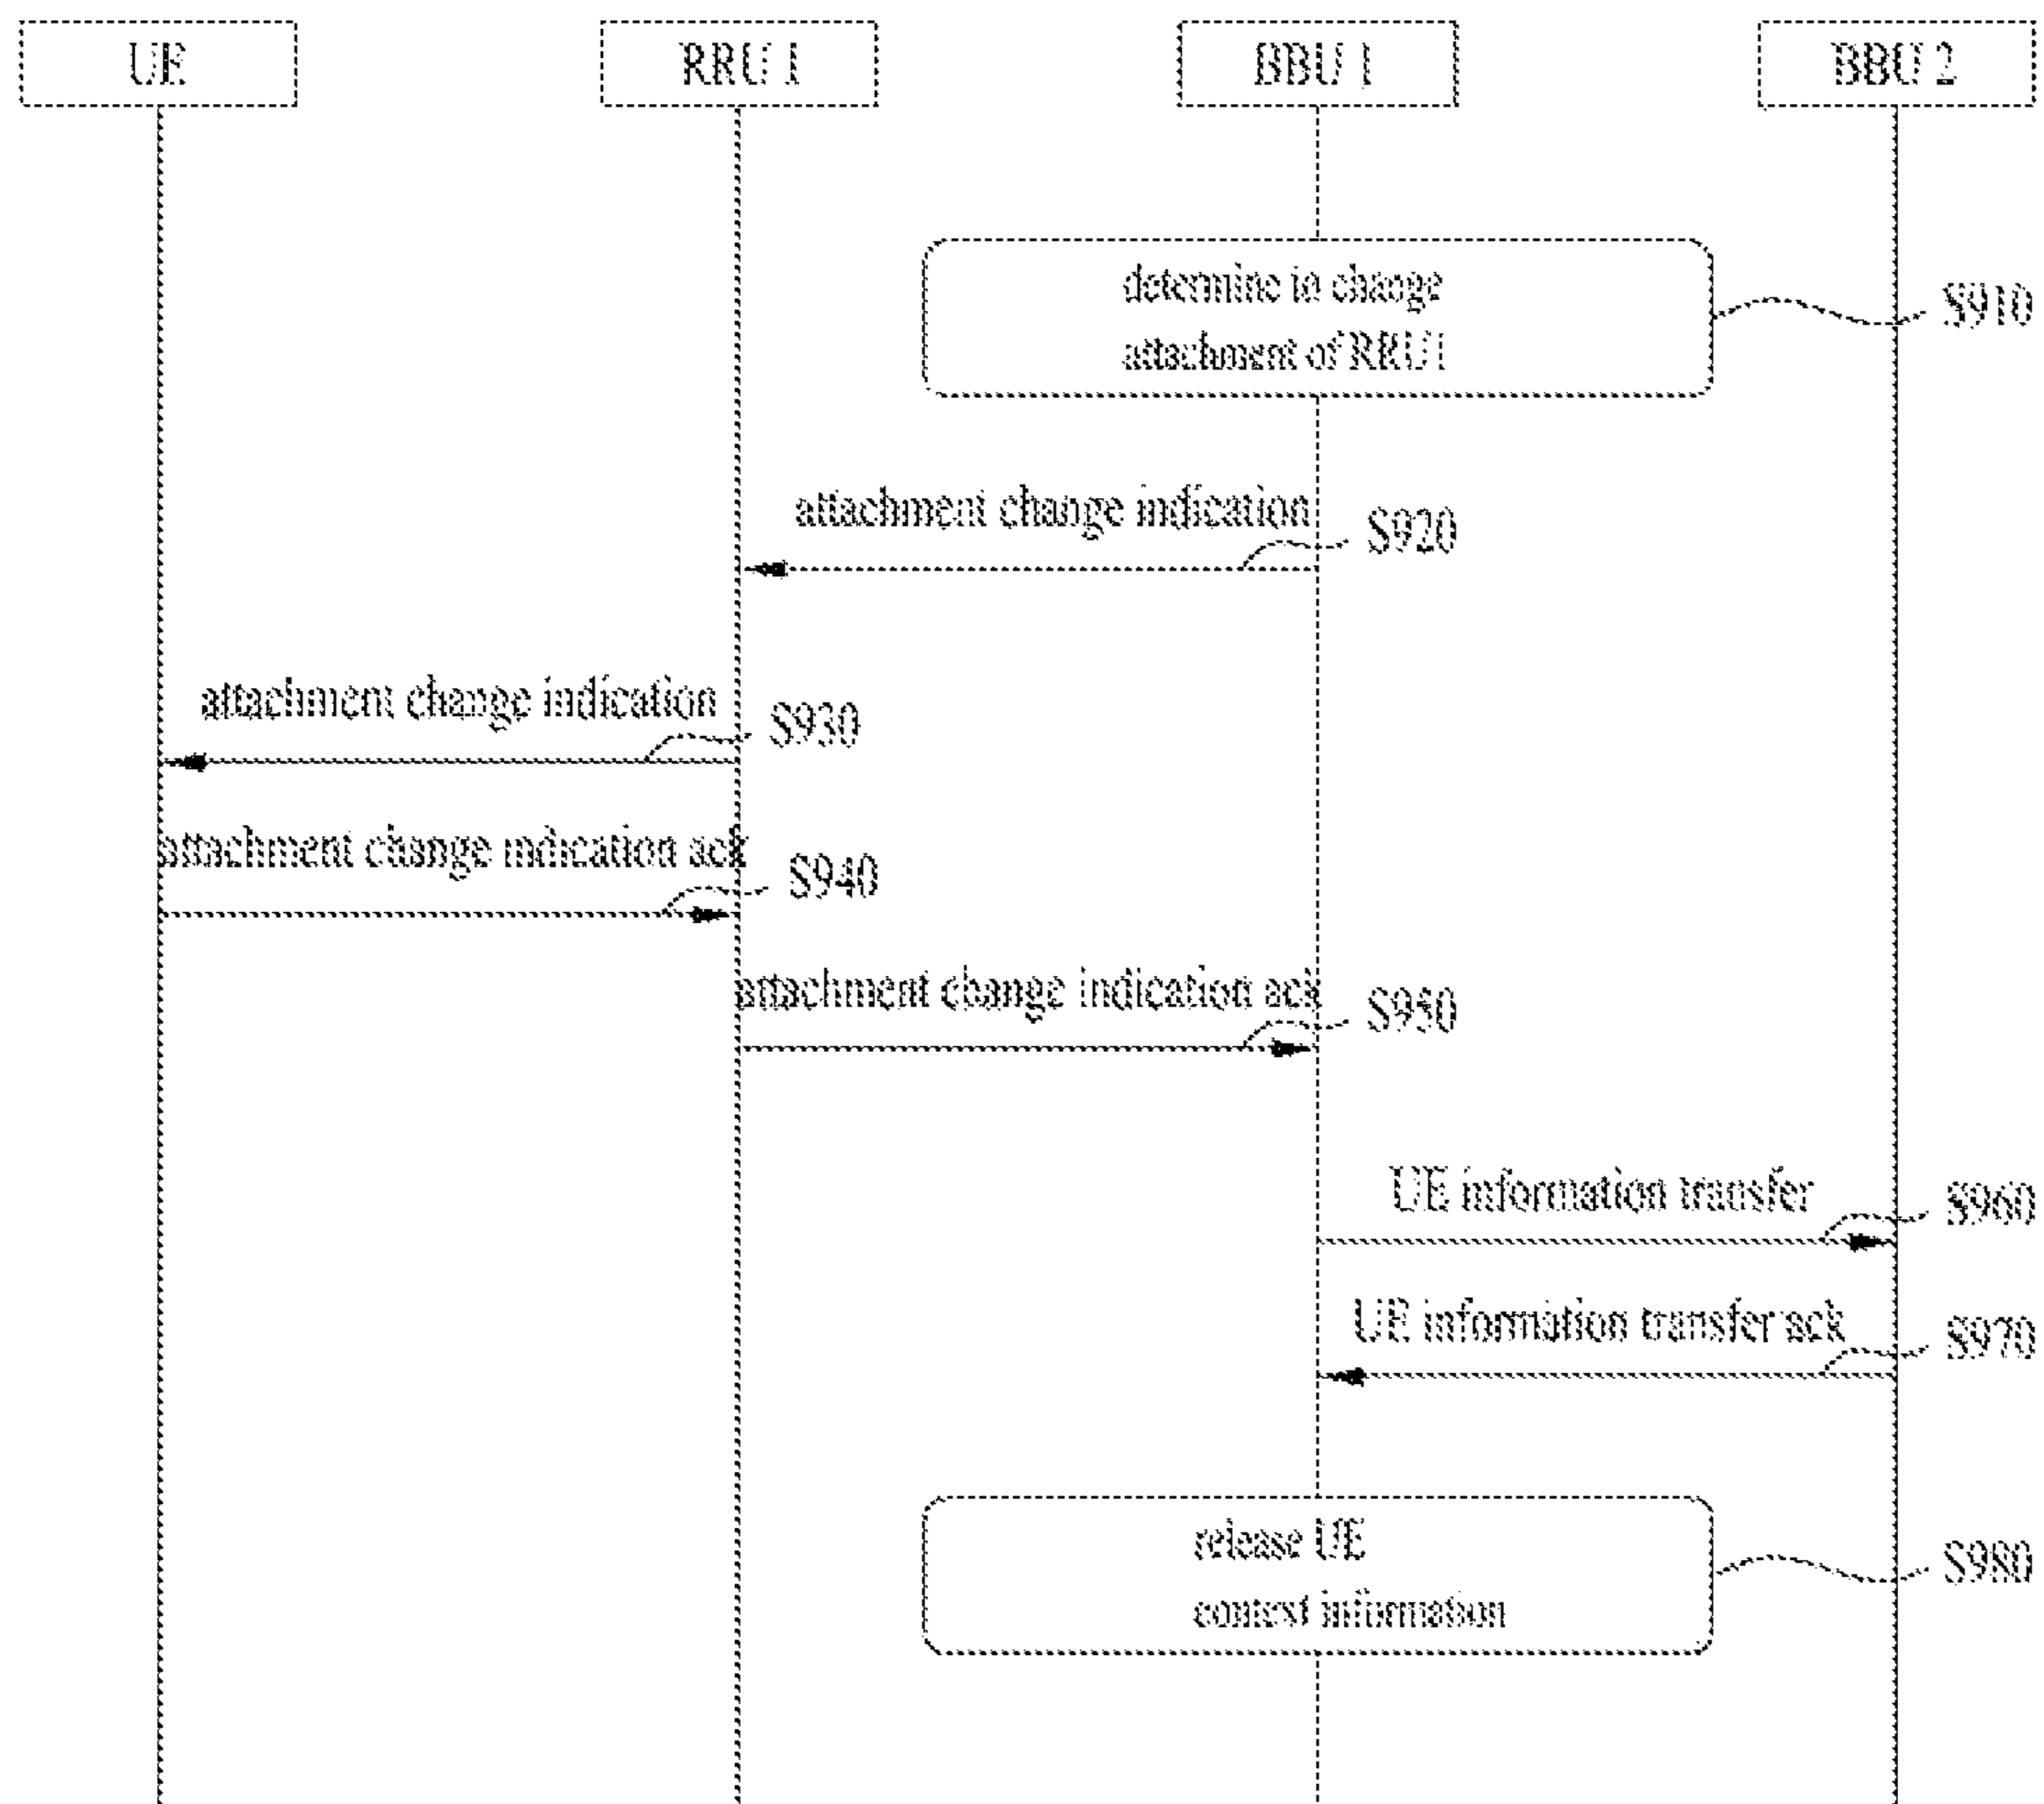 UE
RRU 1
BBU 1
BBU 2
determine to change
attachment of RRU1
S910
attachment change indication
S920
attachment change indication
S930
attachment change indication ack
S940
attachment change indication ack
S950
UE information transfer
S960
UE information transfer ack
S970
release UE
context information
S980